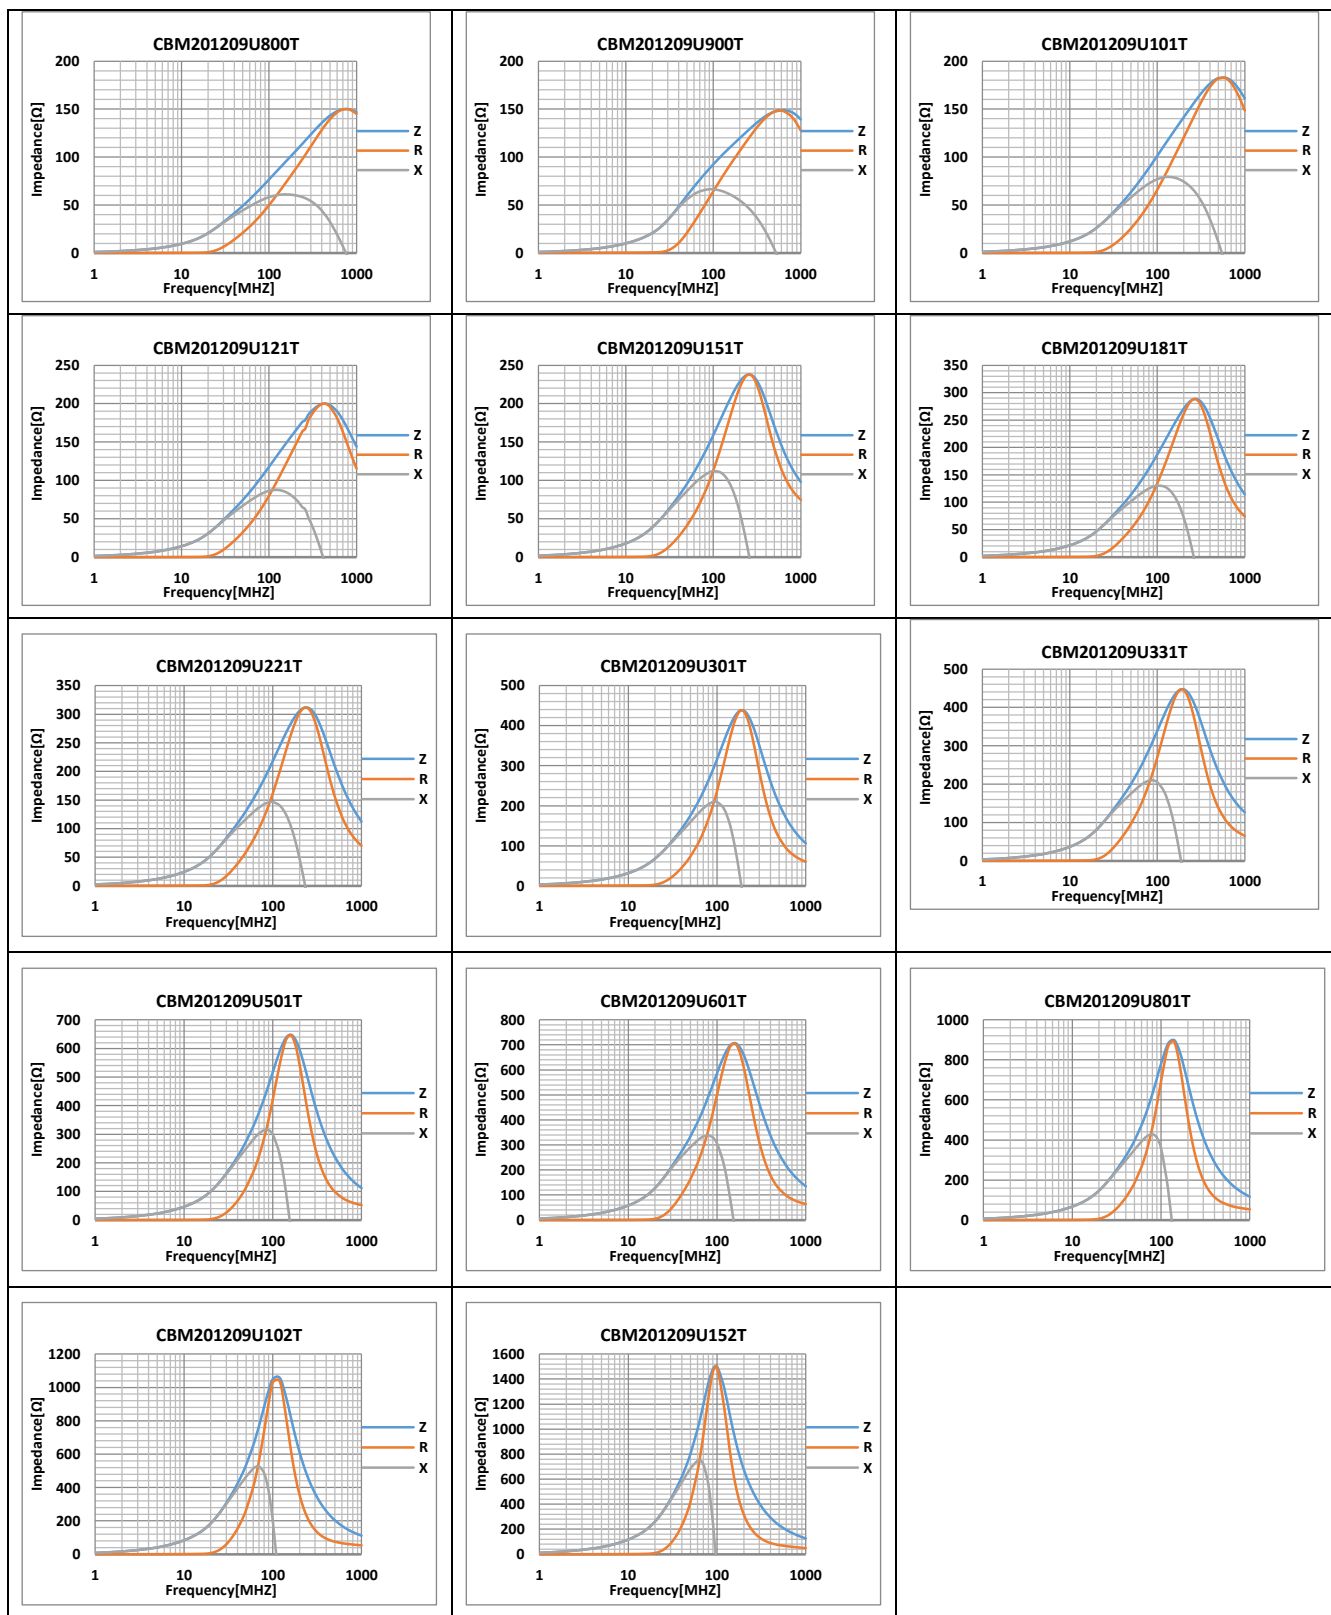 CBM201209U800T
Impedance[Ω]
200
150
100
50
0
1 10 100 1000
Frequency[MHZ]
Z
R
X
CBM201209U900T
Impedance[Ω]
200
150
100
50
0
1 10 100 1000
Frequency[MHZ]
Z
R
X
CBM201209U101T
Impedance[Ω]
200
150
100
50
0
1 10 100 1000
Frequency[MHZ]
Z
R
X
CBM201209U121T
Impedance[Ω]
250
200
150
100
50
0
1 10 100 1000
Frequency[MHZ]
Z
R
X
CBM201209U151T
Impedance[Ω]
250
200
150
100
50
0
1 10 100 1000
Frequency[MHZ]
Z
R
X
CBM201209U181T
Impedance[Ω]
350
300
250
200
150
100
50
0
1 10 100 1000
Frequency[MHZ]
Z
R
X
CBM201209U221T
Impedance[Ω]
350
300
250
200
150
100
50
0
1 10 100 1000
Frequency[MHZ]
Z
R
X
CBM201209U301T
Impedance[Ω]
500
400
300
200
100
0
1 10 100 1000
Frequency[MHZ]
Z
R
X
CBM201209U331T
Impedance[Ω]
500
400
300
200
100
0
1 10 100 1000
Frequency[MHZ]
Z
R
X
CBM201209U501T
Impedance[Ω]
700
600
500
400
300
200
100
0
1 10 100 1000
Frequency[MHZ]
Z
R
X
CBM201209U601T
Impedance[Ω]
800
700
600
500
400
300
200
100
0
1 10 100 1000
Frequency[MHZ]
Z
R
X
CBM201209U801T
Impedance[Ω]
1000
800
600
400
200
0
1 10 100 1000
Frequency[MHZ]
Z
R
X
CBM201209U102T
Impedance[Ω]
1200
1000
800
600
400
200
0
1 10 100 1000
Frequency[MHZ]
Z
R
X
CBM201209U152T
Impedance[Ω]
1600
1400
1200
1000
800
600
400
200
0
1 10 100 1000
Frequency[MHZ]
Z
R
X